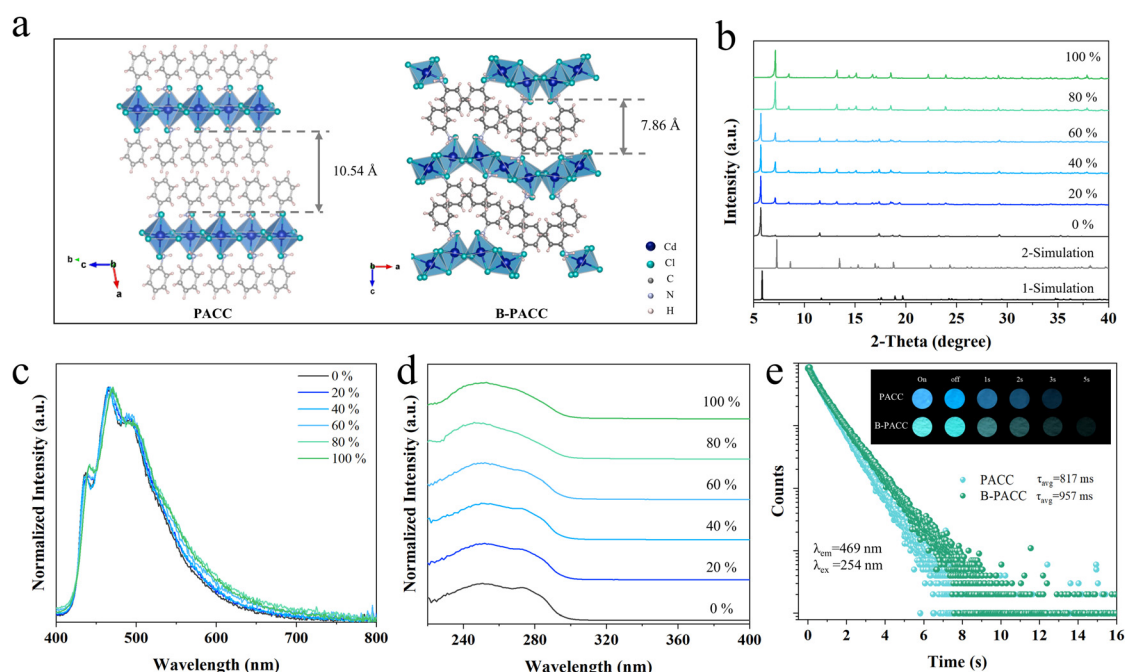 a
10.54 Å
7.86 Å
b
c
b
a
b
a
c
Cd
Cl
C
N
H
PACC
B-PACC
b
Intensity (a.u.)
100 %
80 %
60 %
40 %
20 %
0 %
2-Simulation
1-Simulation
5 10 15 20 25 30 35 40
2-Theta (degree)
c
Normalized Intensity (a.u.)
0 %
20 %
40 %
60 %
80 %
100 %
400 500 600 700 800
Wavelength (nm)
d
Normalized Intensity (a.u.)
100 %
80 %
60 %
40 %
20 %
0 %
240 280 320 360 400
Wavelength (nm)
e
Counts
On off 1s 2s 3s 5s
PACC
B-PACC
PACC τavg=817 ms
B-PACC τavg=957 ms
λem=469 nm
λex=254 nm
0 2 4 6 8 10 12 14 16
Time (s)